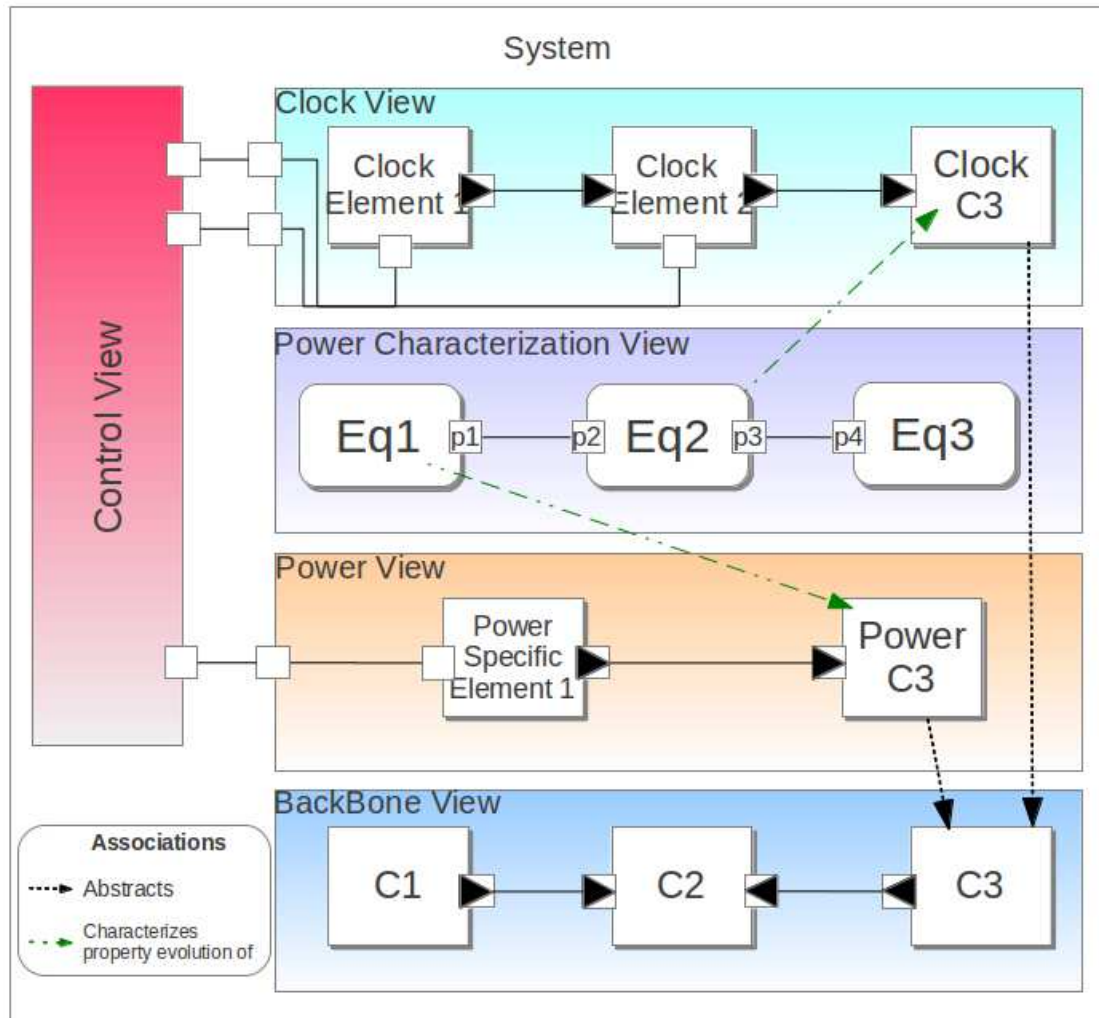 System
Clock View
Clock
Element 1
Clock
Element 2
Clock
C3
Control View
Power Characterization View
Eq1
p1
p2
Eq2
p3
p4
Eq3
Power View
Power
Specific
Element 1
Power
C3
BackBone View
C1
C2
C3
Associations
Abstracts
Characterizes
property evolution of